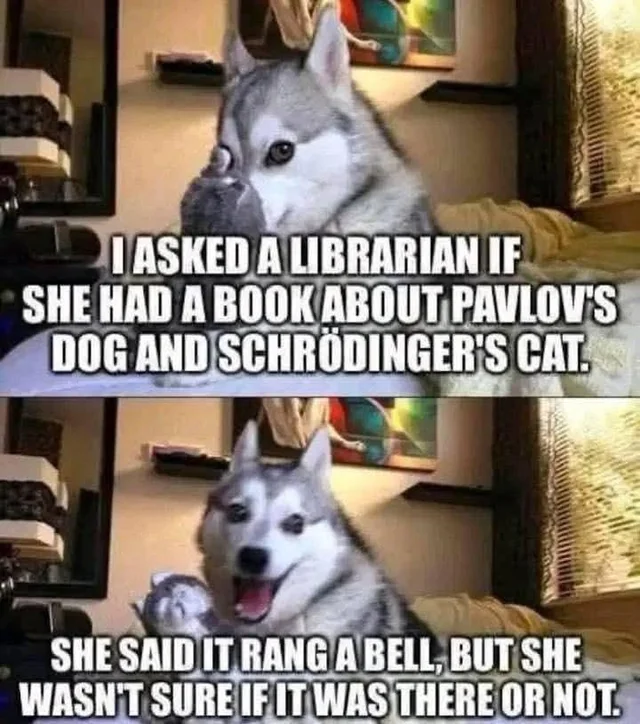 I ASKED A LIBRARIAN IF
SHE HAD A BOOK ABOUT PAVLOV'S
DOG AND SCHRÖDINGER'S CAT.
SHE SAID IT RANG A BELL, BUT SHE
WASN'T SURE IF IT WAS THERE OR NOT.